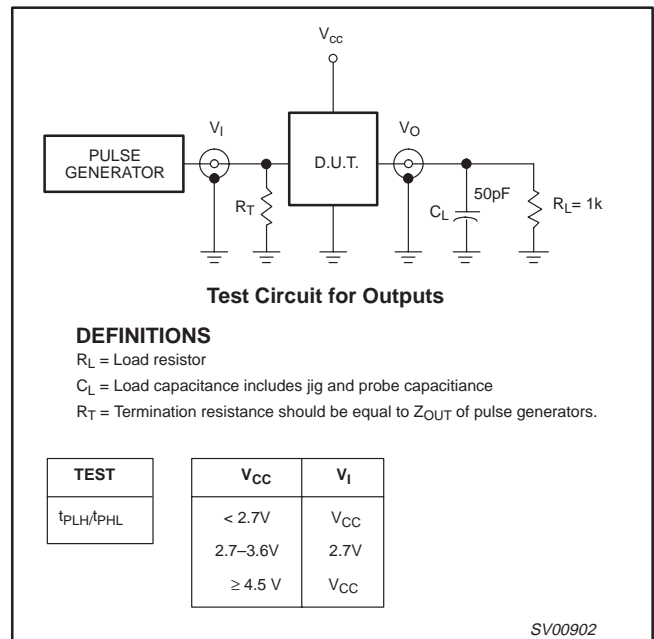 Vcc
VI
VO
PULSE
GENERATOR
D.U.T.
RT
50pF
CL
RL= 1k
Test Circuit for Outputs
DEFINITIONS
RL = Load resistor
CL = Load capacitance includes jig and probe capacitiance
RT = Termination resistance should be equal to ZOUT of pulse generators.
TEST
tPLH/tPHL
VCC VI
< 2.7V VCC
2.7–3.6V 2.7V
≥ 4.5 V VCC
SV00902